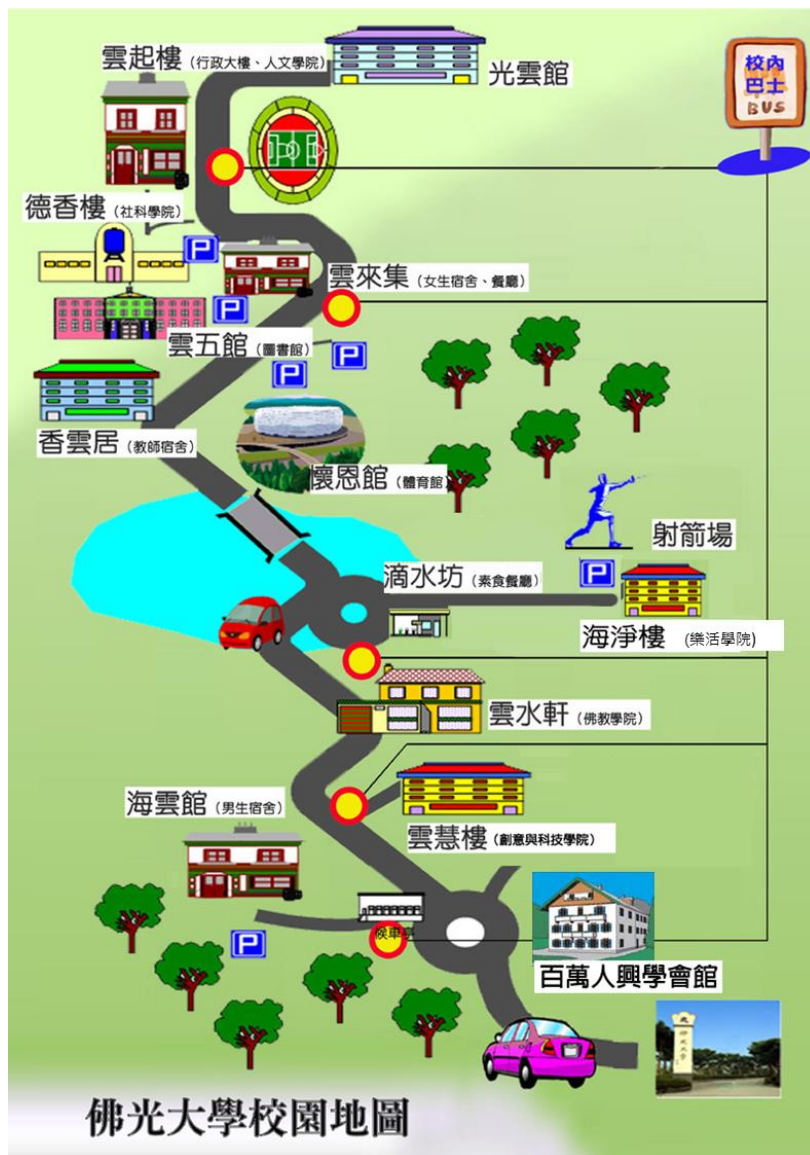 雲起樓 (行政大樓、人文學院)
光雲館
校內
巴士
BUS
德香樓 (社科學院)
P
雲來集 (女生宿舍、餐廳)
P
雲五館 (圖書館)
P
P
香雲居 (教師宿舍)
懷恩館 (體育館)
射箭場
滴水坊 (素食餐廳)
P
海淨樓 (樂活學院)
雲水軒 (佛教學院)
海雲館 (男生宿舍)
雲慧樓 (創意與科技學院)
候車亭
P
百萬人興學會館
佛光大學校園地圖